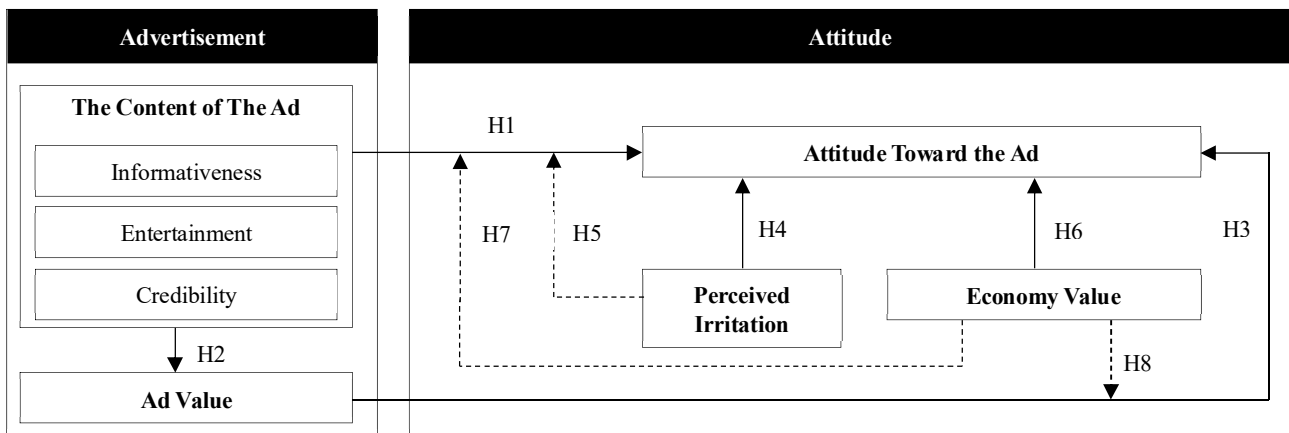 Advertisement
Attitude
The Content of The Ad
Informativeness
Entertainment
Credibility
H2
Ad Value
H1
Attitude Toward the Ad
H7
H5
H4
H6
H3
Perceived
Irritation
Economy Value
H8